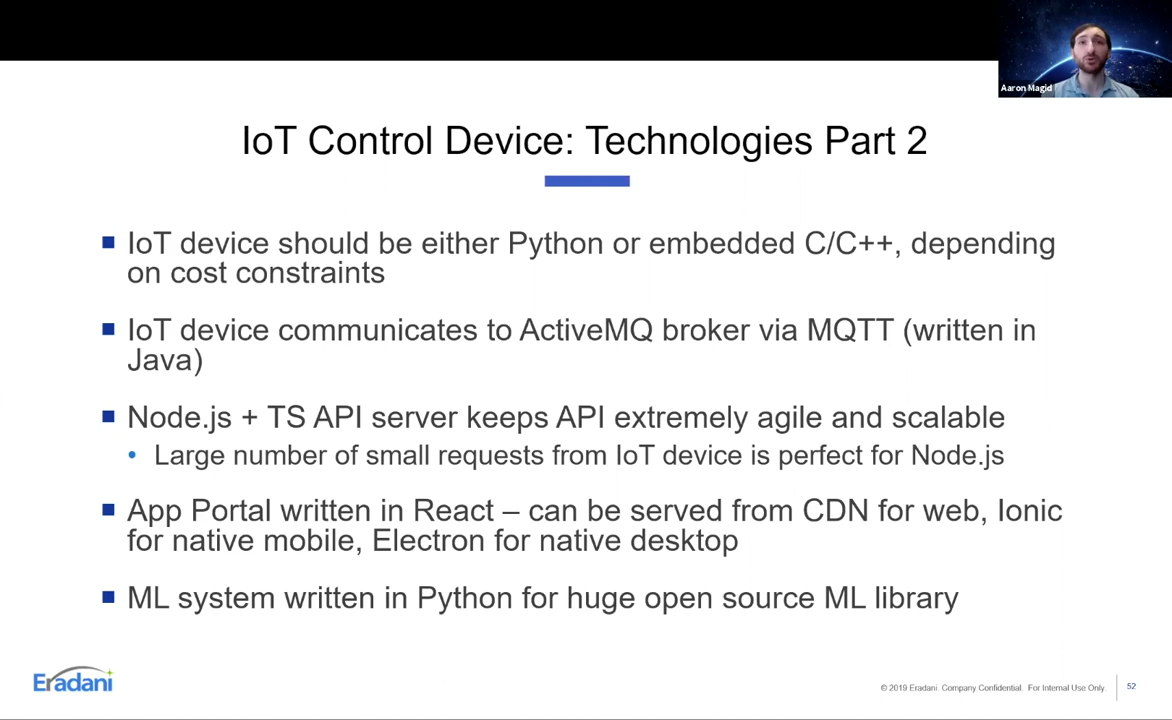 Aaron Magid
IoT Control Device: Technologies Part 2
IoT device should be either Python or embedded C/C++, depending
on cost constraints
IoT device communicates to ActiveMQ broker via MQTT (written in
Java)
Node.js + TS API server keeps API extremely agile and scalable
Large number of small requests from IoT device is perfect for Node.js
App Portal written in React – can be served from CDN for web, Ionic
for native mobile, Electron for native desktop
ML system written in Python for huge open source ML library
Eradani
© 2019 Eradani. Company Confidential. For Internal Use Only
52